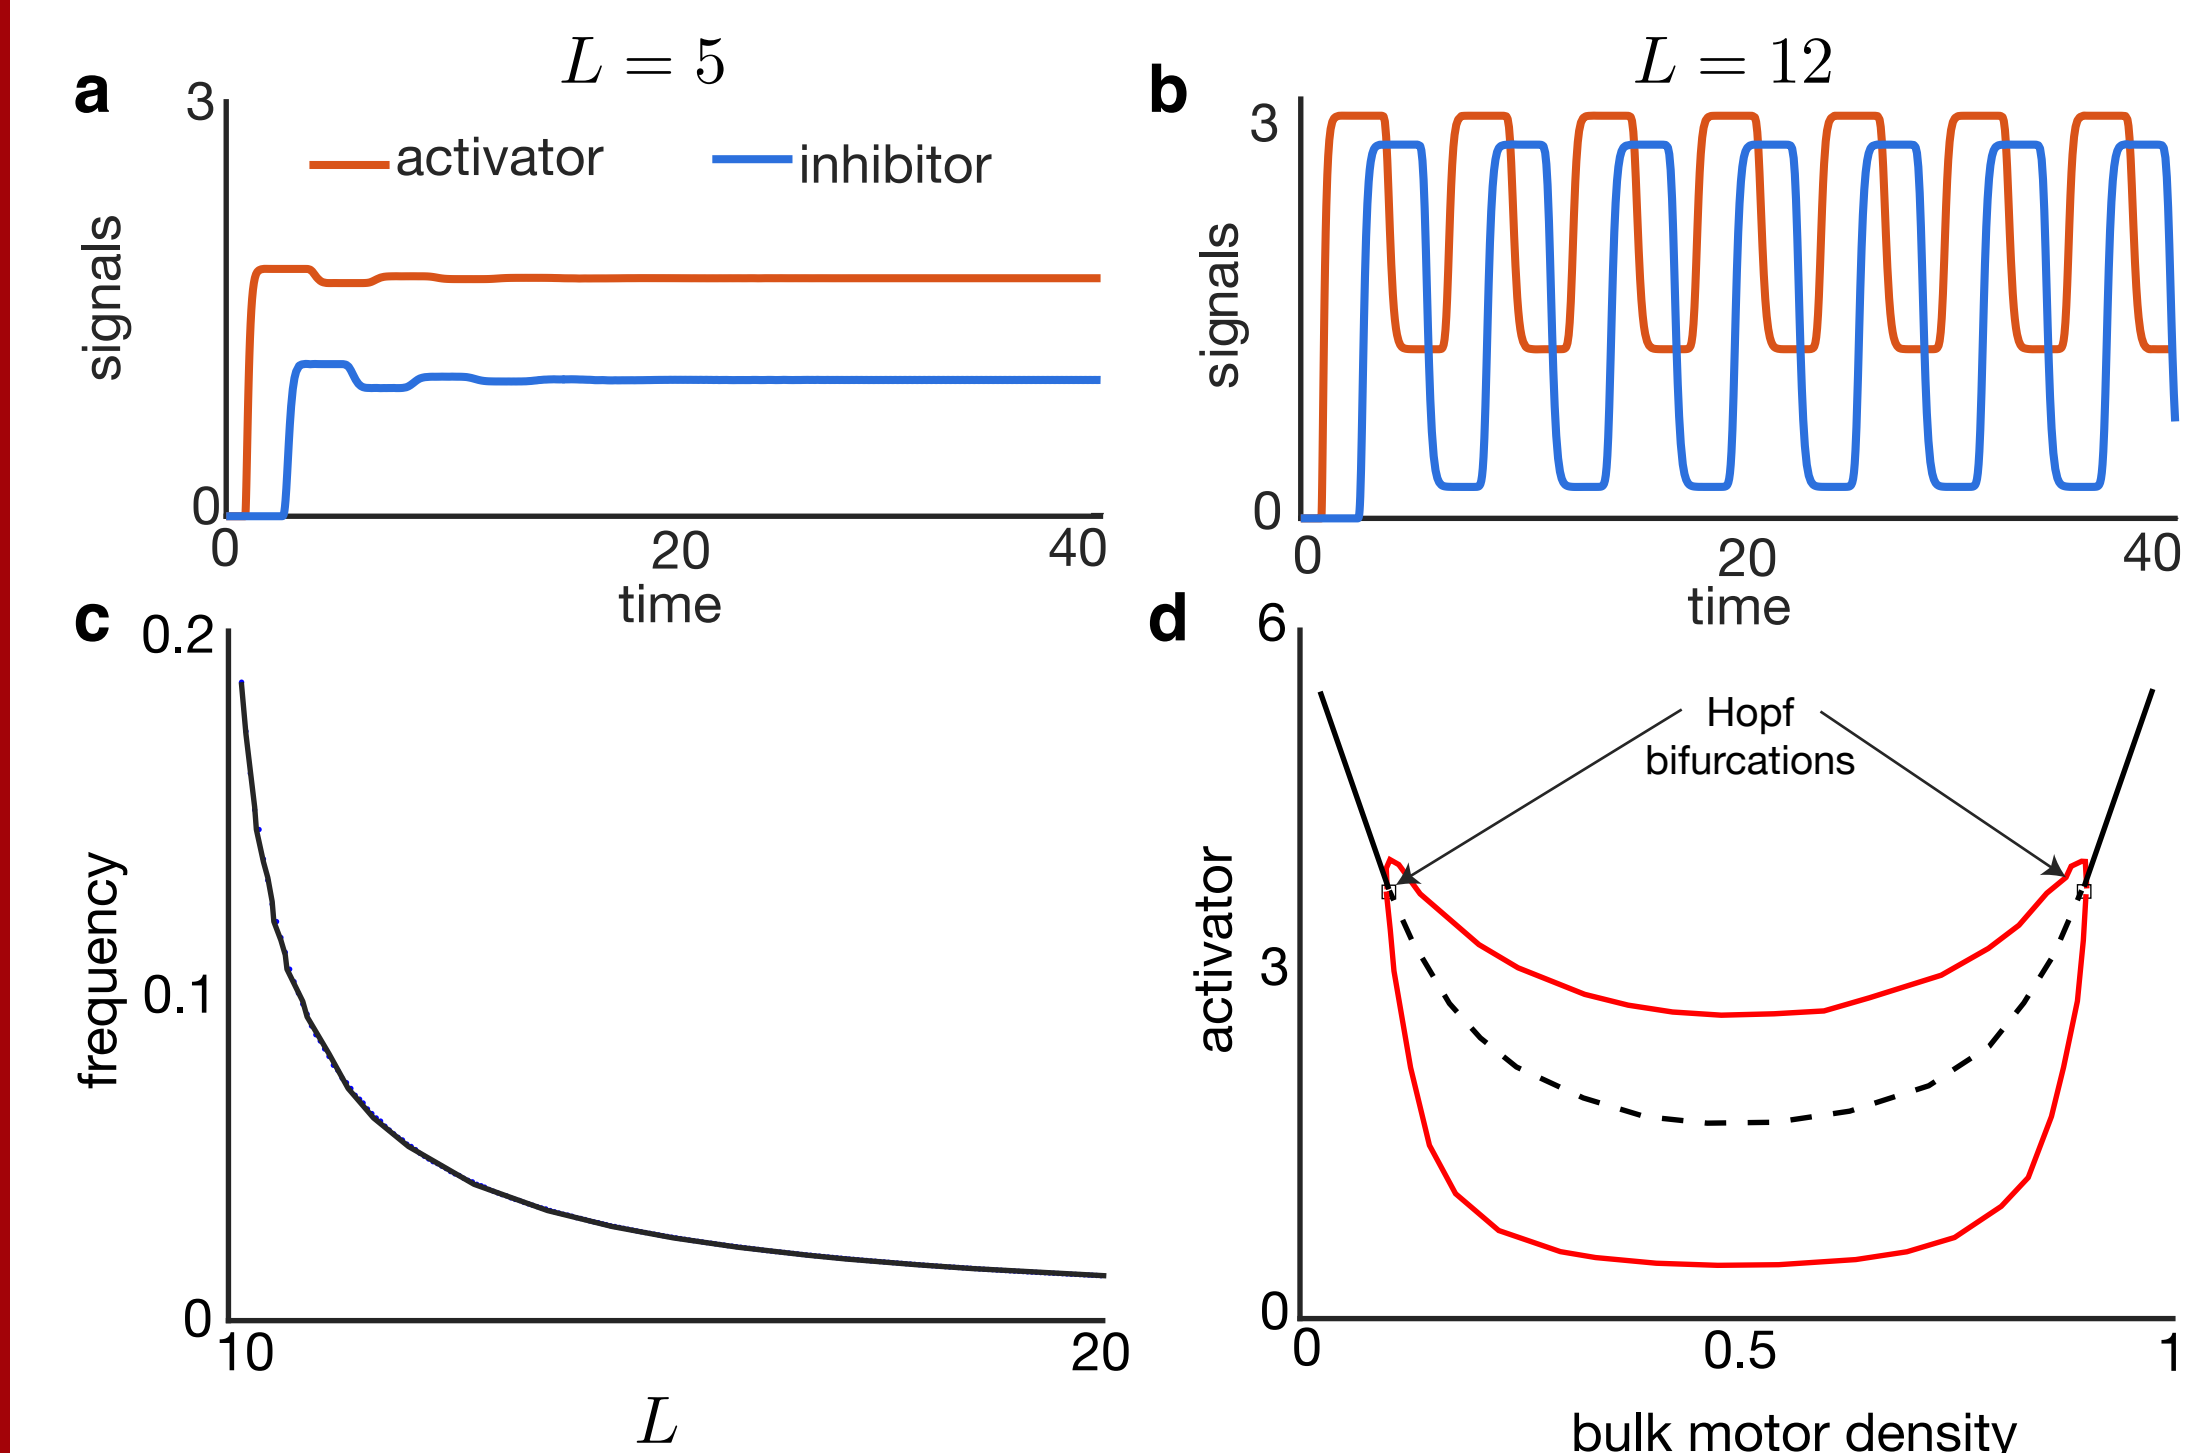 a
L = 5
3
activator
inhibitor
signals
0
0
20
40
time
b
L = 12
3
signals
0
0
20
40
time
c
0.2
frequency
0.1
0
10
20
L
d
6
Hopf
bifurcations
activator
3
0
0
0.5
1
bulk motor density